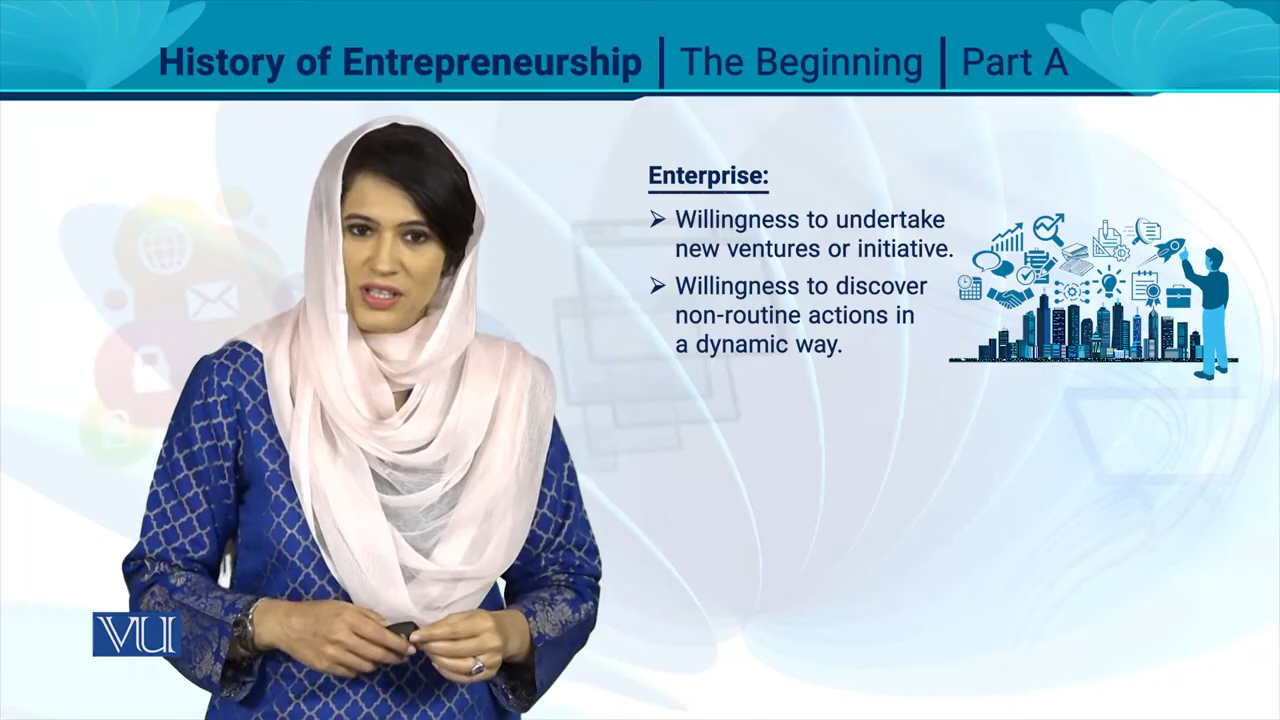 History of Entrepreneurship | The Beginning | Part A
Enterprise:
➢ Willingness to undertake
new ventures or initiative.
➢ Willingness to discover
non-routine actions in
a dynamic way.
VU